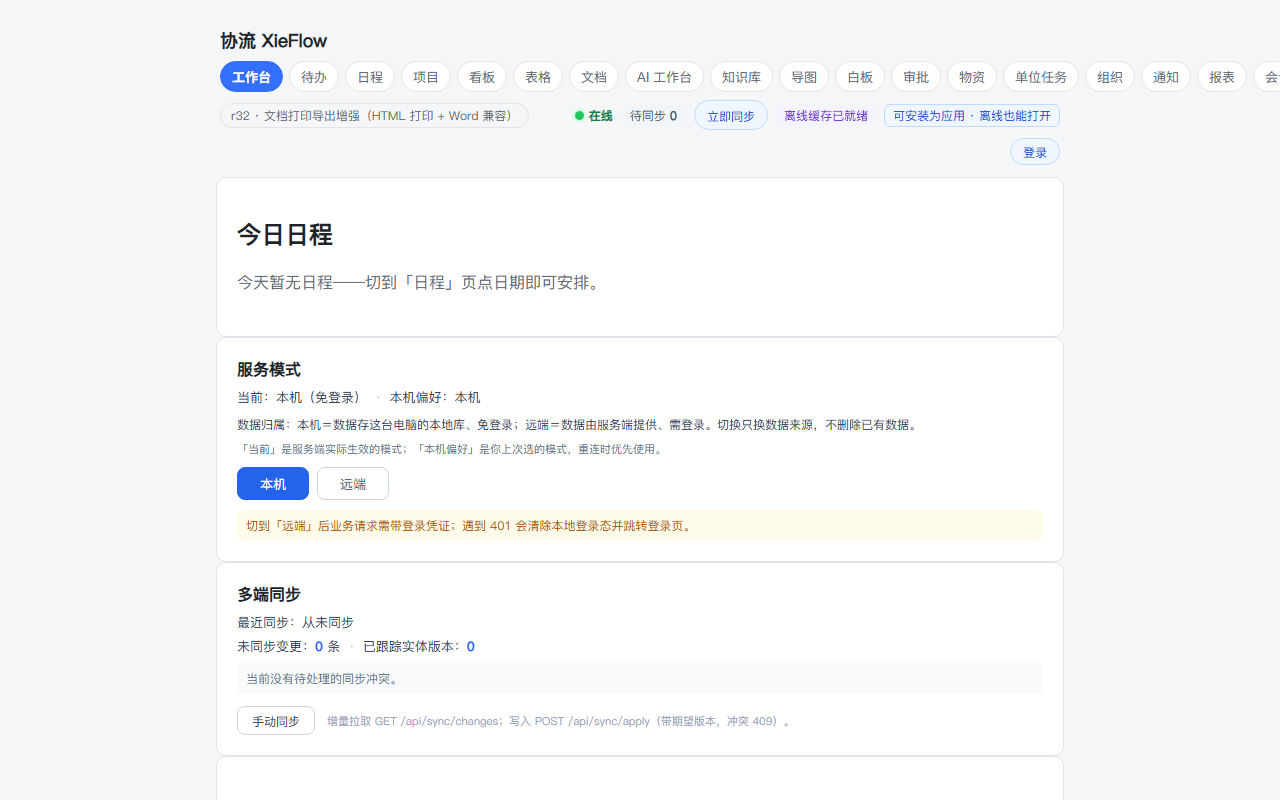 协流 XieFlow
工作台 待办 日程 项目 看板 表格 文档 AI 工作台 知识库 导图 白板 审批 物资 单位任务 组织 通知 报表 会
r32 · 文档打印导出增强（HTML 打印 + Word 兼容） 在线 待同步 0 立即同步 离线缓存已就绪 可安装为应用 · 离线也能打开
登录
今日日程
今天暂无日程——切到「日程」页点日期即可安排。
服务模式
当前：本机（免登录） · 本机偏好：本机
数据归属：本机＝数据存这台电脑的本地库、免登录；远端＝数据由服务端提供、需登录。切换只换数据来源，不删除已有数据。
「当前」是服务端实际生效的模式；「本机偏好」是你上次选的模式，重连时优先使用。
本机 远端
切到「远端」后业务请求需带登录凭证；遇到 401 会清除本地登录态并跳转登录页。
多端同步
最近同步：从未同步
未同步变更：0 条 · 已跟踪实体版本：0
当前没有待处理的同步冲突。
手动同步 增量拉取 GET /api/sync/changes；写入 POST /api/sync/apply（带期望版本，冲突 409）。